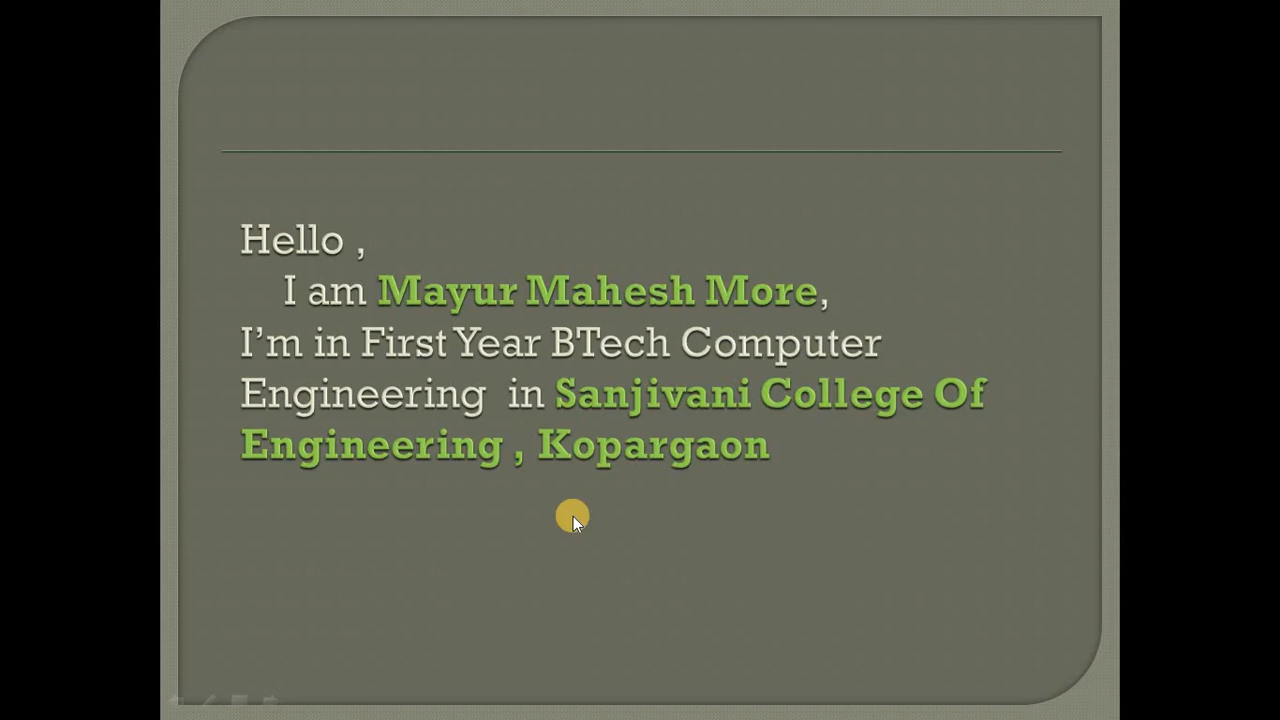 Hello ,
I am Mayur Mahesh More,
I’m in First Year BTech Computer
Engineering  in Sanjivani College Of
Engineering , Kopargaon